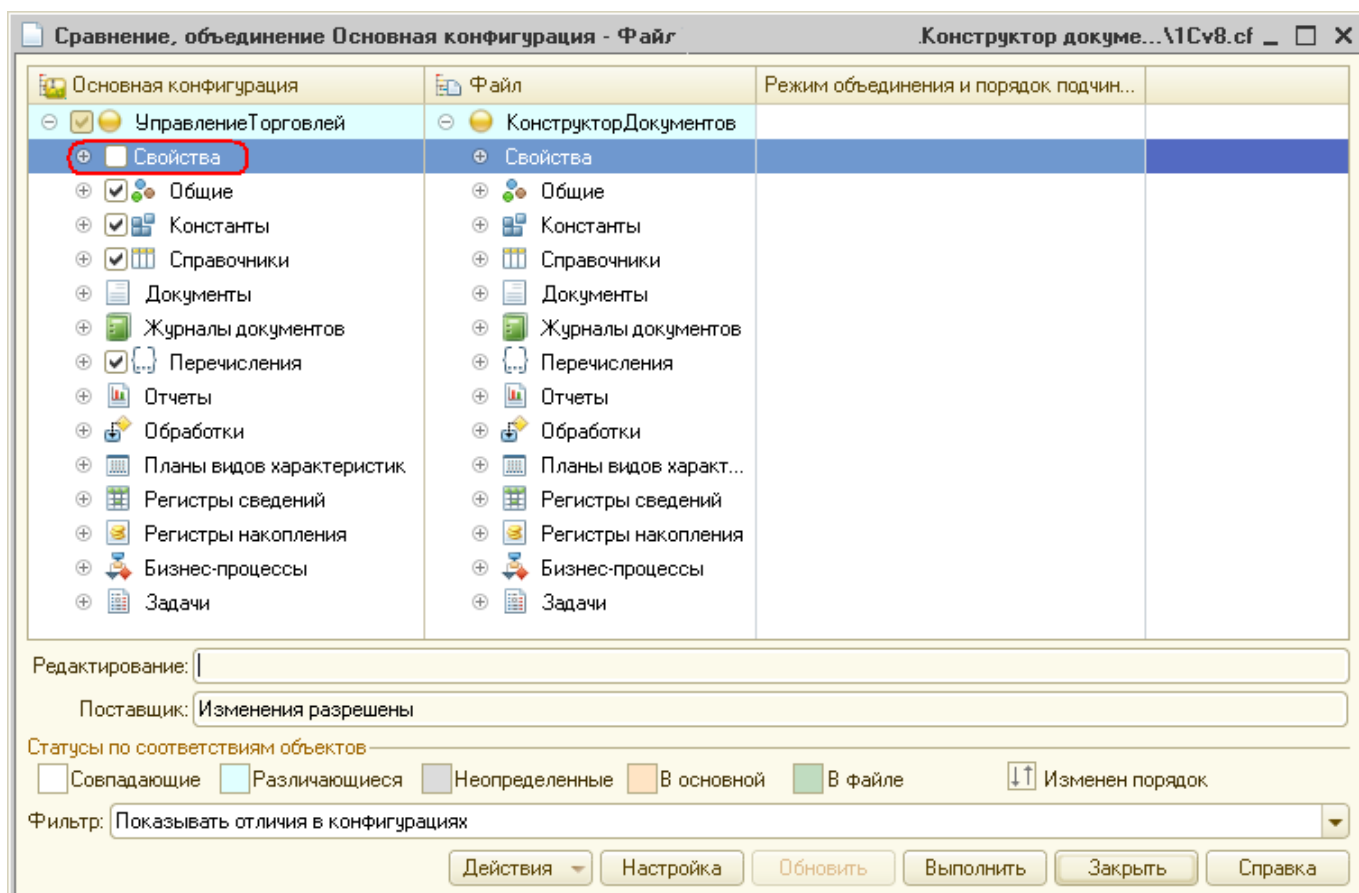 Сравнение, объединение Основная конфигурация - Файл .Конструктор докуме...\1Cv8.cf
Основная конфигурация Файл Режим объединения и порядок подчин...
УправлениеТорговлей КонструкторДокументов
Свойства Свойства
Общие Общие
Константы Константы
Справочники Справочники
Документы Документы
Журналы документов Журналы документов
Перечисления Перечисления
Отчеты Отчеты
Обработки Обработки
Планы видов характеристик Планы видов характ...
Регистры сведений Регистры сведений
Регистры накопления Регистры накопления
Бизнес-процессы Бизнес-процессы
Задачи Задачи
Редактирование:
Поставщик: Изменения разрешены
Статусы по соответствиям объектов
Совпадающие Различающиеся Неопределенные В основной В файле Изменен порядок
Фильтр: Показывать отличия в конфигурациях
Действия Настройка Обновить Выполнить Закрыть Справка